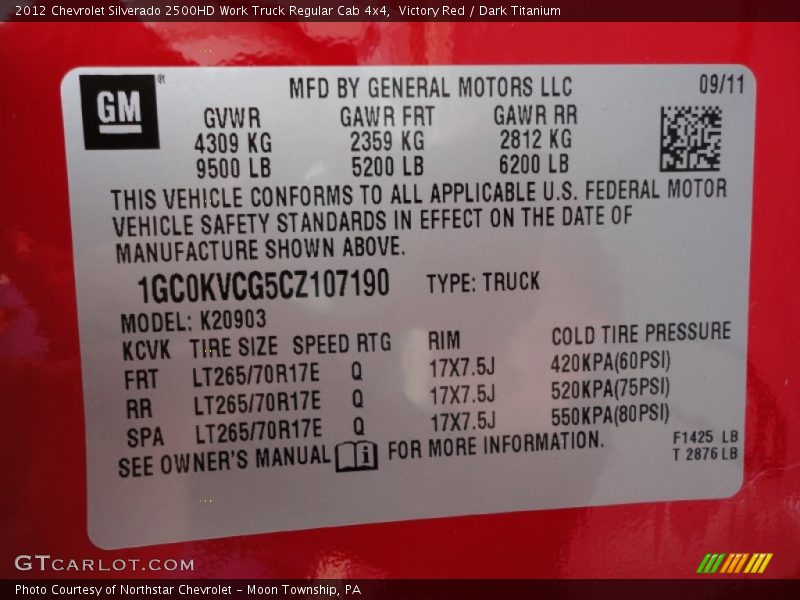 2012 Chevrolet Silverado 2500HD Work Truck Regular Cab 4x4,  Victory Red / Dark Titanium
GM ®
MFD BY GENERAL MOTORS LLC 09/11
GVWR GAWR FRT GAWR RR
4309 KG 2359 KG 2812 KG
9500 LB 5200 LB 6200 LB
THIS VEHICLE CONFORMS TO ALL APPLICABLE U.S. FEDERAL MOTOR
VEHICLE SAFETY STANDARDS IN EFFECT ON THE DATE OF
MANUFACTURE SHOWN ABOVE.
1GC0KVCG5CZ107190 TYPE: TRUCK
MODEL: K20903
KCVK TIRE SIZE SPEED RTG RIM COLD TIRE PRESSURE
FRT LT265/70R17E Q 17X7.5J 420KPA(60PSI)
RR LT265/70R17E Q 17X7.5J 520KPA(75PSI)
SPA LT265/70R17E Q 17X7.5J 550KPA(80PSI)
SEE OWNER'S MANUAL i FOR MORE INFORMATION.
F1425 LB
T 2876 LB
GTCARLOT.COM
Photo Courtesy of Northstar Chevrolet - Moon Township, PA